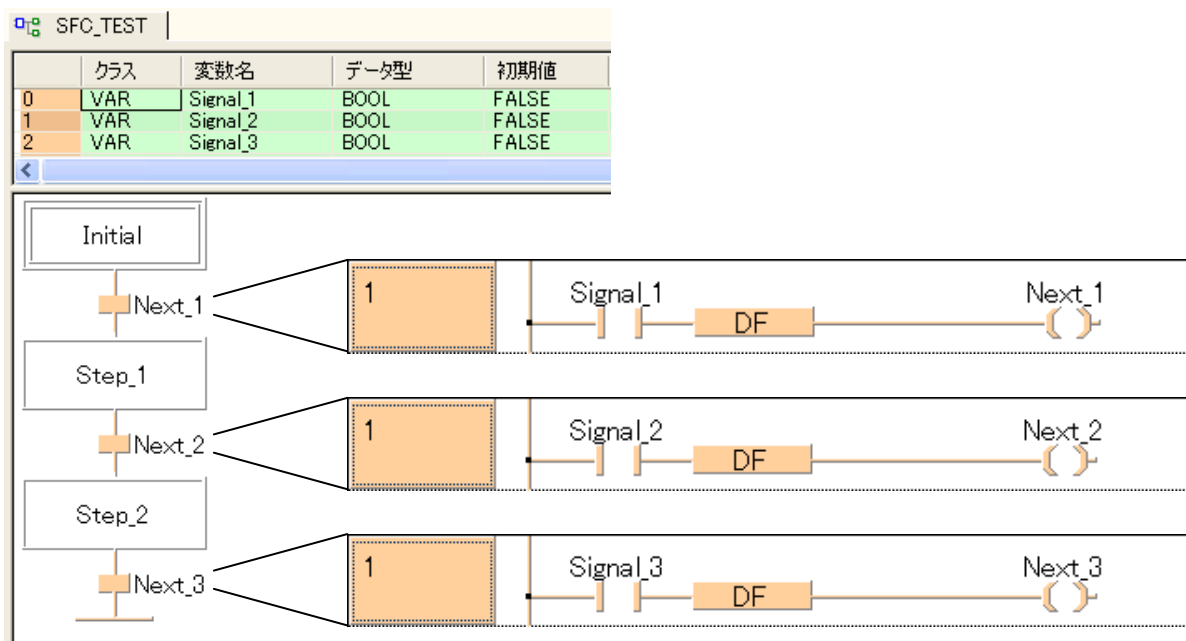 SFC_TEST
クラス 変数名 データ型 初期値
0 VAR Signal_1 BOOL FALSE
1 VAR Signal_2 BOOL FALSE
2 VAR Signal_3 BOOL FALSE
Initial
Next_1
1 Signal_1 DF Next_1
Step_1
Next_2
1 Signal_2 DF Next_2
Step_2
Next_3
1 Signal_3 DF Next_3